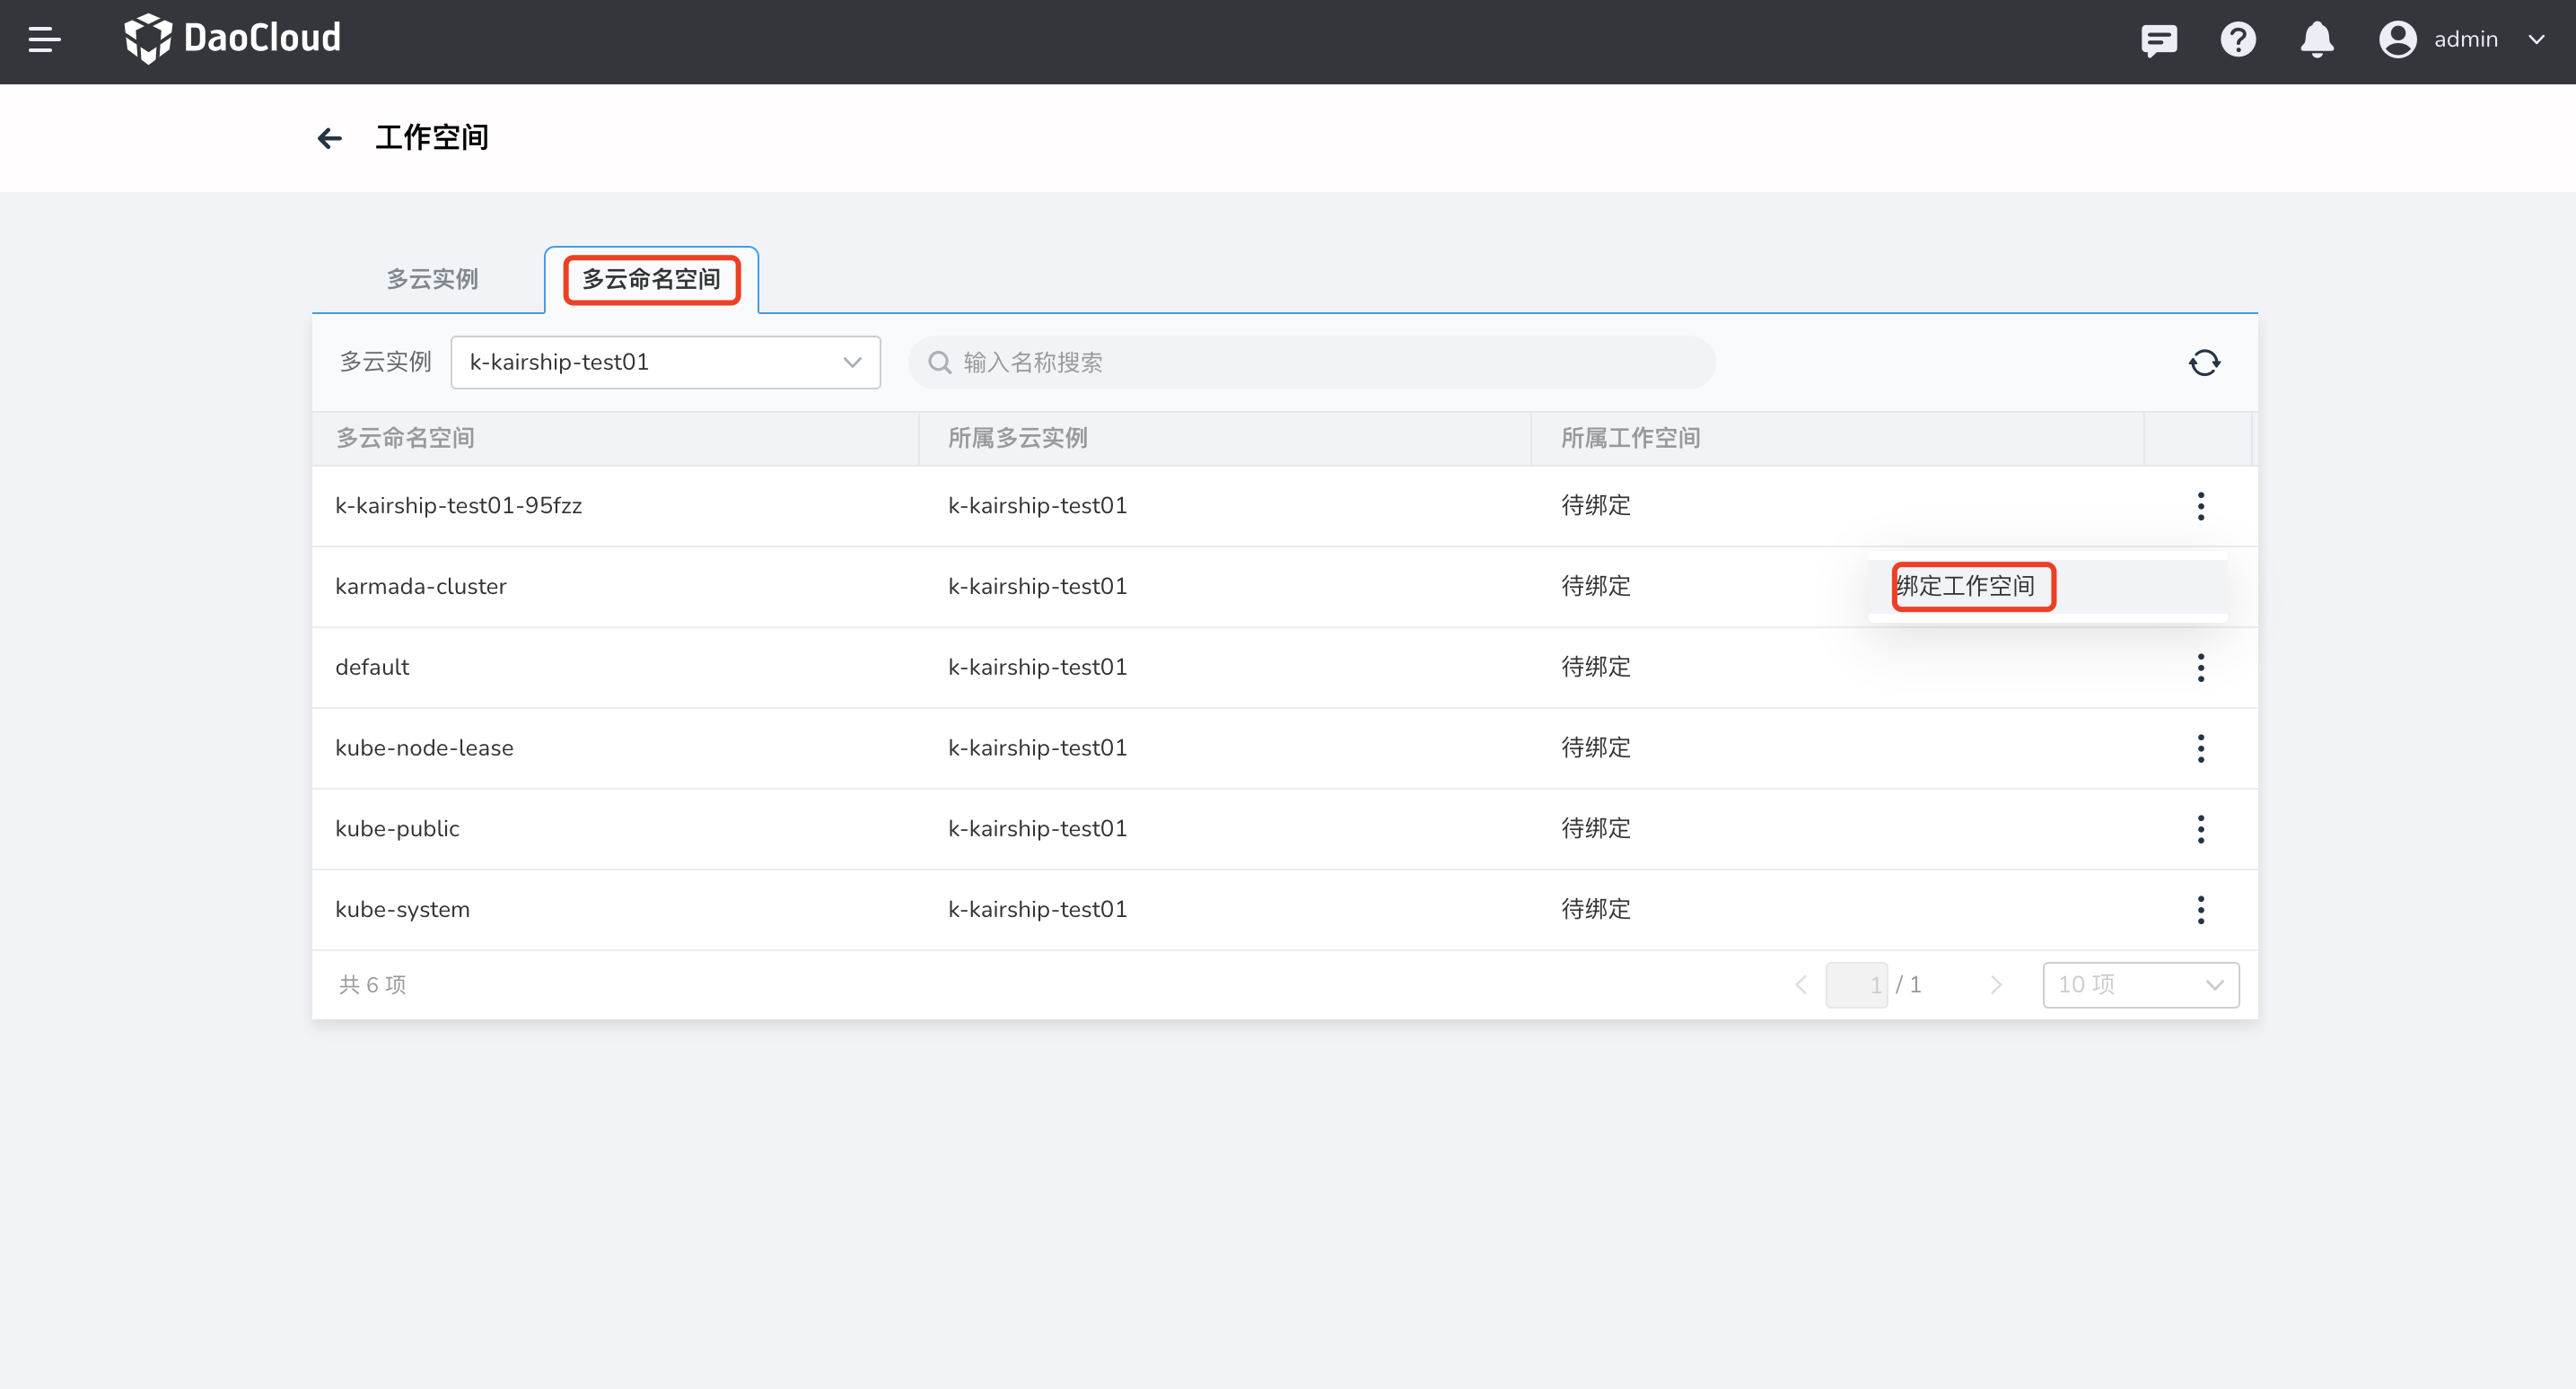 DaoCloud
admin
工作空间
多云实例 多云命名空间
多云实例 k-kairship-test01 输入名称搜索
多云命名空间 所属多云实例 所属工作空间
k-kairship-test01-95fzz k-kairship-test01 待绑定
karmada-cluster k-kairship-test01 待绑定 绑定工作空间
default k-kairship-test01 待绑定
kube-node-lease k-kairship-test01 待绑定
kube-public k-kairship-test01 待绑定
kube-system k-kairship-test01 待绑定
共 6 项 1 / 1 10 项